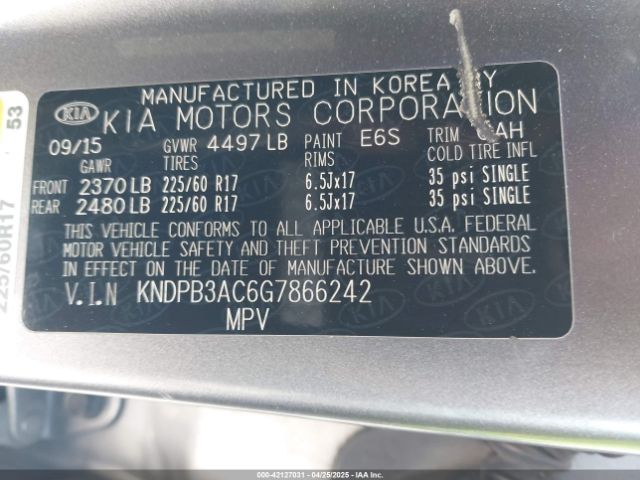 MANUFACTURED IN KOREA BY
KIA KIA MOTORS CORPORATION
09/15 GVWR 4497 LB PAINT E6S TRIM
GAWR TIRES RIMS COLD TIRE INFL
FRONT 2370 LB 225/60 R17 6.5Jx17 35 psi SINGLE
REAR 2480 LB 225/60 R17 6.5Jx17 35 psi SINGLE
THIS VEHICLE CONFORMS TO ALL APPLICABLE U.S.A. FEDERAL
MOTOR VEHICLE SAFETY AND THEFT PREVENTION STANDARDS
IN EFFECT ON THE DATE OF MANUFACTURE SHOWN ABOVE.
V.I.N KNDPB3AC6G7866242
MPV
53
225/60R17
000-42127031 - 04/25/2025 - IAAI.COM